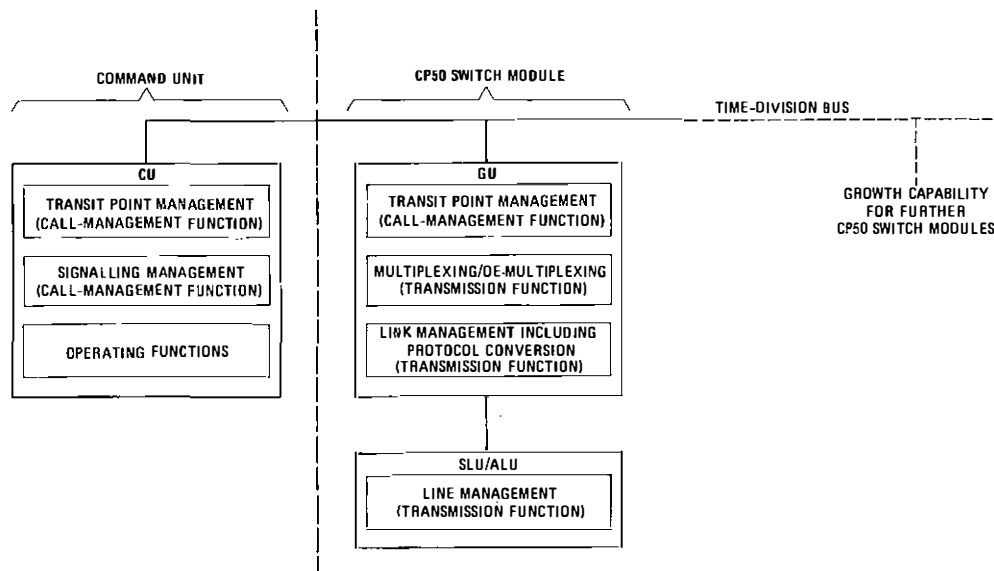 COMMAND UNIT
CP50 SWITCH MODULE
TIME-DIVISION BUS
CU
TRANSIT POINT MANAGEMENT
(CALL-MANAGEMENT FUNCTION)
SIGNALLING MANAGEMENT
(CALL-MANAGEMENT FUNCTION)
OPERATING FUNCTIONS
GU
TRANSIT POINT MANAGEMENT
(CALL-MANAGEMENT FUNCTION)
MULTIPLEXING/OE-MULTIPLEXING
(TRANSMISSION FUNCTION)
LINK MANAGEMENT INCLUDING
PROTOCOL CONVERSION
(TRANSMISSION FUNCTION)
GROWTH CAPABILITY
FOR FURTHER
CP50 SWITCH MODULES
SLU/ALU
LINE MANAGEMENT
(TRANSMISSION FUNCTION)